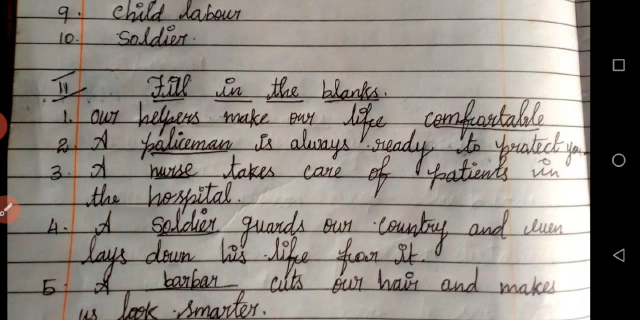 9. child labour
10. soldier.
II Fill in the blanks.
1. our helpers make our life comfortable
2. A policeman is always ready to protect you
3. A nurse takes care of patients in
the hospital.
4. A soldier guards our country and even
lays down his life for it.
5. A barbar cuts our hair and makes
us look smarter.